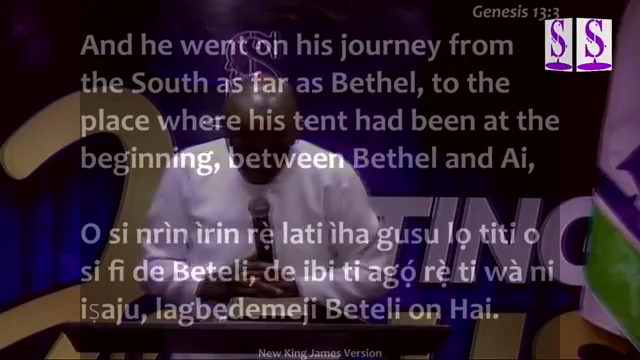 Genesis 13:3
SS
And he went on his journey from
the South as far as Bethel, to the
place where his tent had been at the
beginning, between Bethel and Ai,
O si nrìn ìrin rẹ̀ lati ìha gusu lọ titi o
si fi de Beteli, de ibi ti agọ́ rẹ̀ ti wà ni
iṣaju, lagbẹdemeji Beteli on Hai.
New King James Version